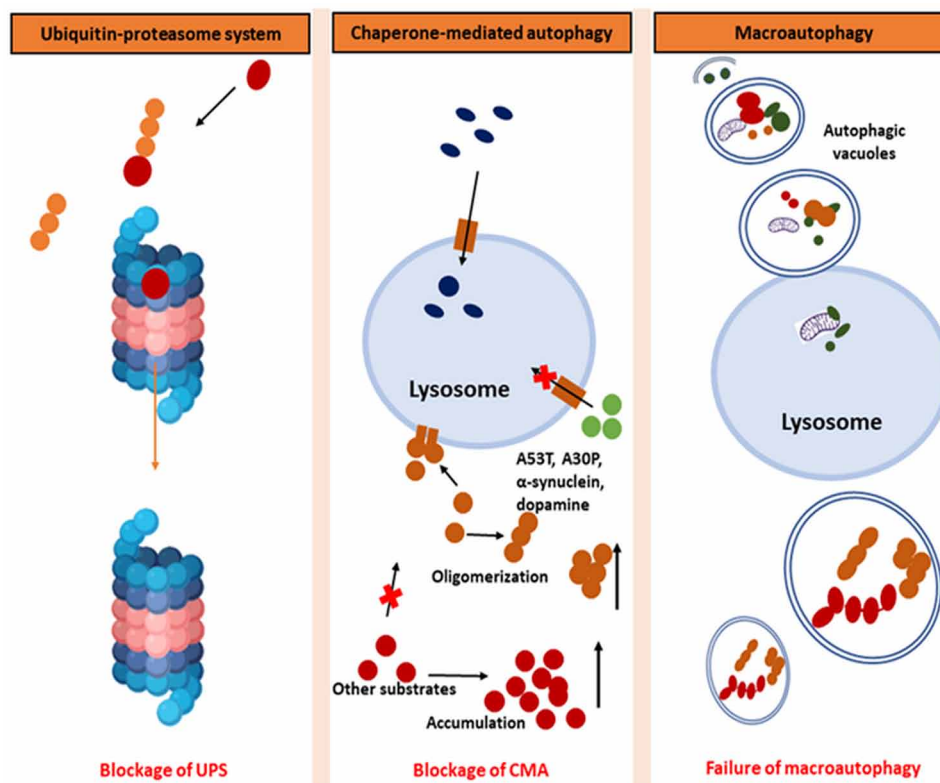 Ubiquitin-proteasome system
Chaperone-mediated autophagy
Macroautophagy
Autophagic
vacuoles
Lysosome
A53T, A30P,
α-synuclein,
dopamine
Oligomerization
Other substrates
Accumulation
Lysosome
Blockage of UPS
Blockage of CMA
Failure of macroautophagy